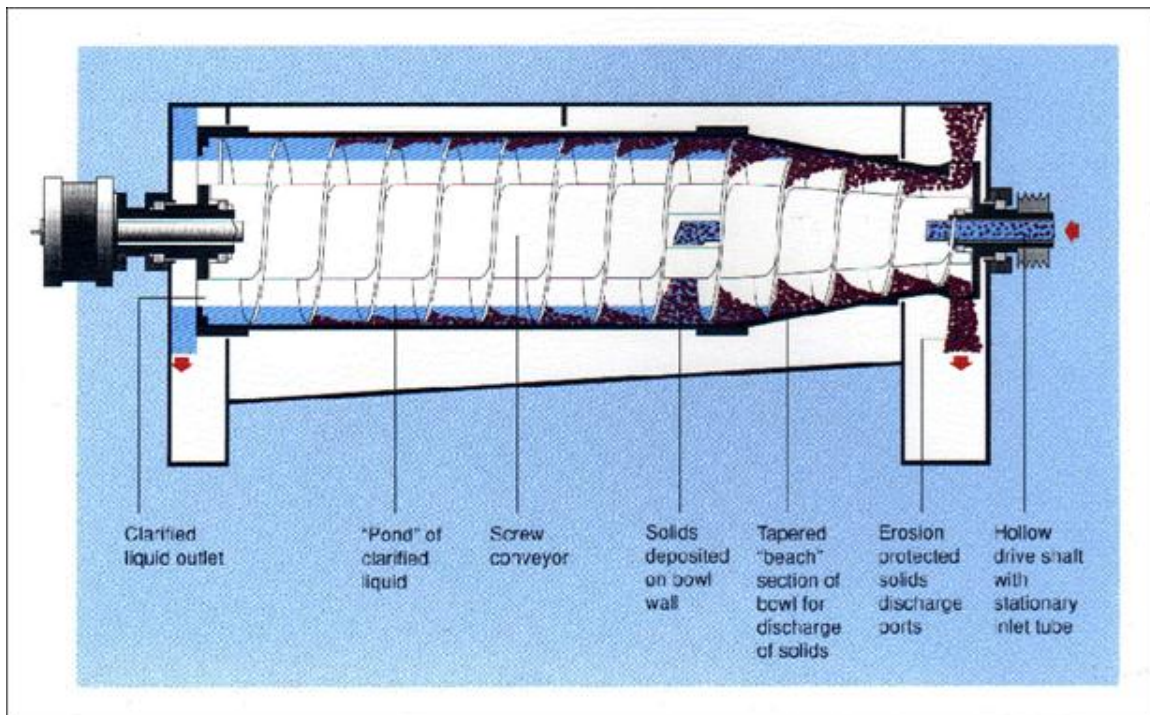 Clarified
liquid outlet
"Pond" of
clarified
liquid
Screw
conveyor
Solids
deposited
on bowl
wall
Tapered
"beach"
section of
bowl for
discharge
of solids
Erosion
protected
solids
discharge
ports
Hollow
drive shaft
with
stationary
inlet tube